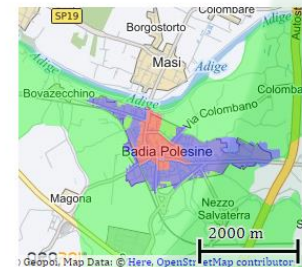 Colombare
SP19
Borgostorto
Autost
Masi
Adige
Adige
Bovazecchino
Adige
Colomba
Via Colombano
Badia Polesine
Magona
Nezzo
Salvaterra
S
2000 m
Geopol, Map Data: © Here, OpenStreetMap contributor